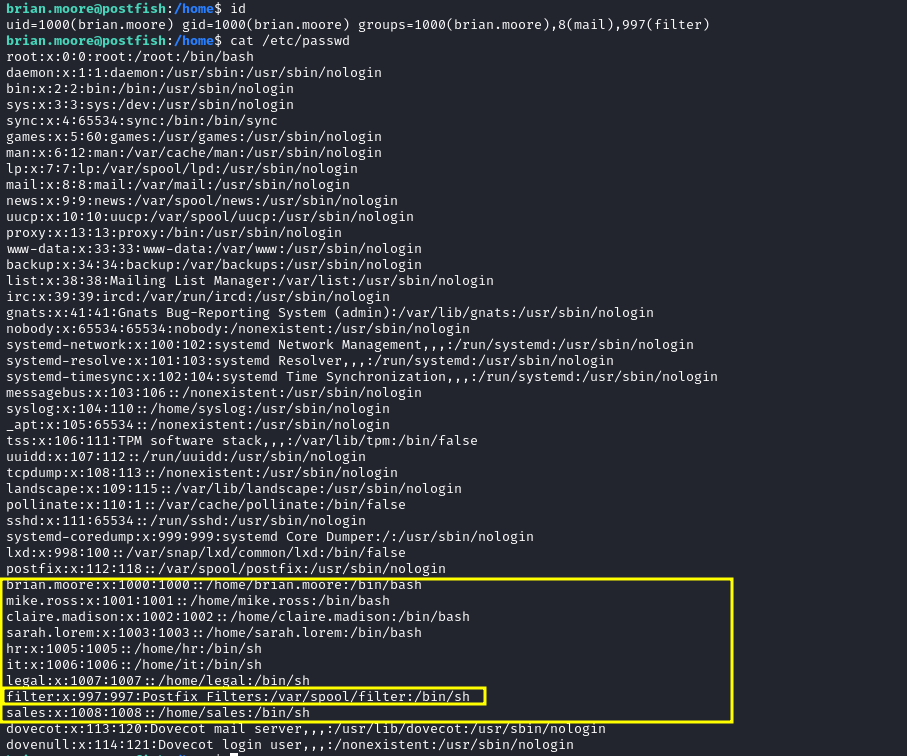 brian.moore@postfish:/home$ id
uid=1000(brian.moore) gid=1000(brian.moore) groups=1000(brian.moore),8(mail),997(filter)
brian.moore@postfish:/home$ cat /etc/passwd
root:x:0:0:root:/root:/bin/bash
daemon:x:1:1:daemon:/usr/sbin:/usr/sbin/nologin
bin:x:2:2:bin:/bin:/usr/sbin/nologin
sys:x:3:3:sys:/dev:/usr/sbin/nologin
sync:x:4:65534:sync:/bin:/bin/sync
games:x:5:60:games:/usr/games:/usr/sbin/nologin
man:x:6:12:man:/var/cache/man:/usr/sbin/nologin
lp:x:7:7:lp:/var/spool/lpd:/usr/sbin/nologin
mail:x:8:8:mail:/var/mail:/usr/sbin/nologin
news:x:9:9:news:/var/spool/news:/usr/sbin/nologin
uucp:x:10:10:uucp:/var/spool/uucp:/usr/sbin/nologin
proxy:x:13:13:proxy:/bin:/usr/sbin/nologin
www-data:x:33:33:www-data:/var/www:/usr/sbin/nologin
backup:x:34:34:backup:/var/backups:/usr/sbin/nologin
list:x:38:38:Mailing List Manager:/var/list:/usr/sbin/nologin
irc:x:39:39:ircd:/var/run/ircd:/usr/sbin/nologin
gnats:x:41:41:Gnats Bug-Reporting System (admin):/var/lib/gnats:/usr/sbin/nologin
nobody:x:65534:65534:nobody:/nonexistent:/usr/sbin/nologin
systemd-network:x:100:102:systemd Network Management,,,:/run/systemd:/usr/sbin/nologin
systemd-resolve:x:101:103:systemd Resolver,,,:/run/systemd:/usr/sbin/nologin
systemd-timesync:x:102:104:systemd Time Synchronization,,,:/run/systemd:/usr/sbin/nologin
messagebus:x:103:106::/nonexistent:/usr/sbin/nologin
syslog:x:104:110::/home/syslog:/usr/sbin/nologin
_apt:x:105:65534::/nonexistent:/usr/sbin/nologin
tss:x:106:111:TPM software stack,,,:/var/lib/tpm:/bin/false
uuidd:x:107:112::/run/uuidd:/usr/sbin/nologin
tcpdump:x:108:113::/nonexistent:/usr/sbin/nologin
landscape:x:109:115::/var/lib/landscape:/usr/sbin/nologin
pollinate:x:110:1::/var/cache/pollinate:/bin/false
sshd:x:111:65534::/run/sshd:/usr/sbin/nologin
systemd-coredump:x:999:999:systemd Core Dumper:/:/usr/sbin/nologin
lxd:x:998:100::/var/snap/lxd/common/lxd:/bin/false
postfix:x:112:118::/var/spool/postfix:/usr/sbin/nologin
brian.moore:x:1000:1000::/home/brian.moore:/bin/bash
mike.ross:x:1001:1001::/home/mike.ross:/bin/bash
claire.madison:x:1002:1002::/home/claire.madison:/bin/bash
sarah.lorem:x:1003:1003::/home/sarah.lorem:/bin/bash
hr:x:1005:1005::/home/hr:/bin/sh
it:x:1006:1006::/home/it:/bin/sh
legal:x:1007:1007::/home/legal:/bin/sh
filter:x:997:997:Postfix Filters:/var/spool/filter:/bin/sh
sales:x:1008:1008::/home/sales:/bin/sh
dovecot:x:113:120:Dovecot mail server,,,:/usr/lib/dovecot:/usr/sbin/nologin
dovenull:x:114:121:Dovecot login user,,,:/nonexistent:/usr/sbin/nologin